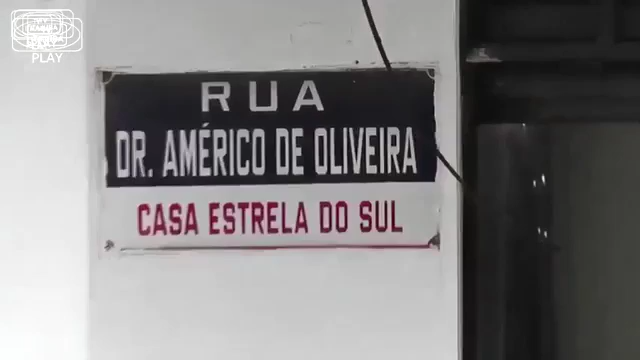 PLAY
RUA
DR. AMÉRICO DE OLIVEIRA
CASA ESTRELA DO SUL